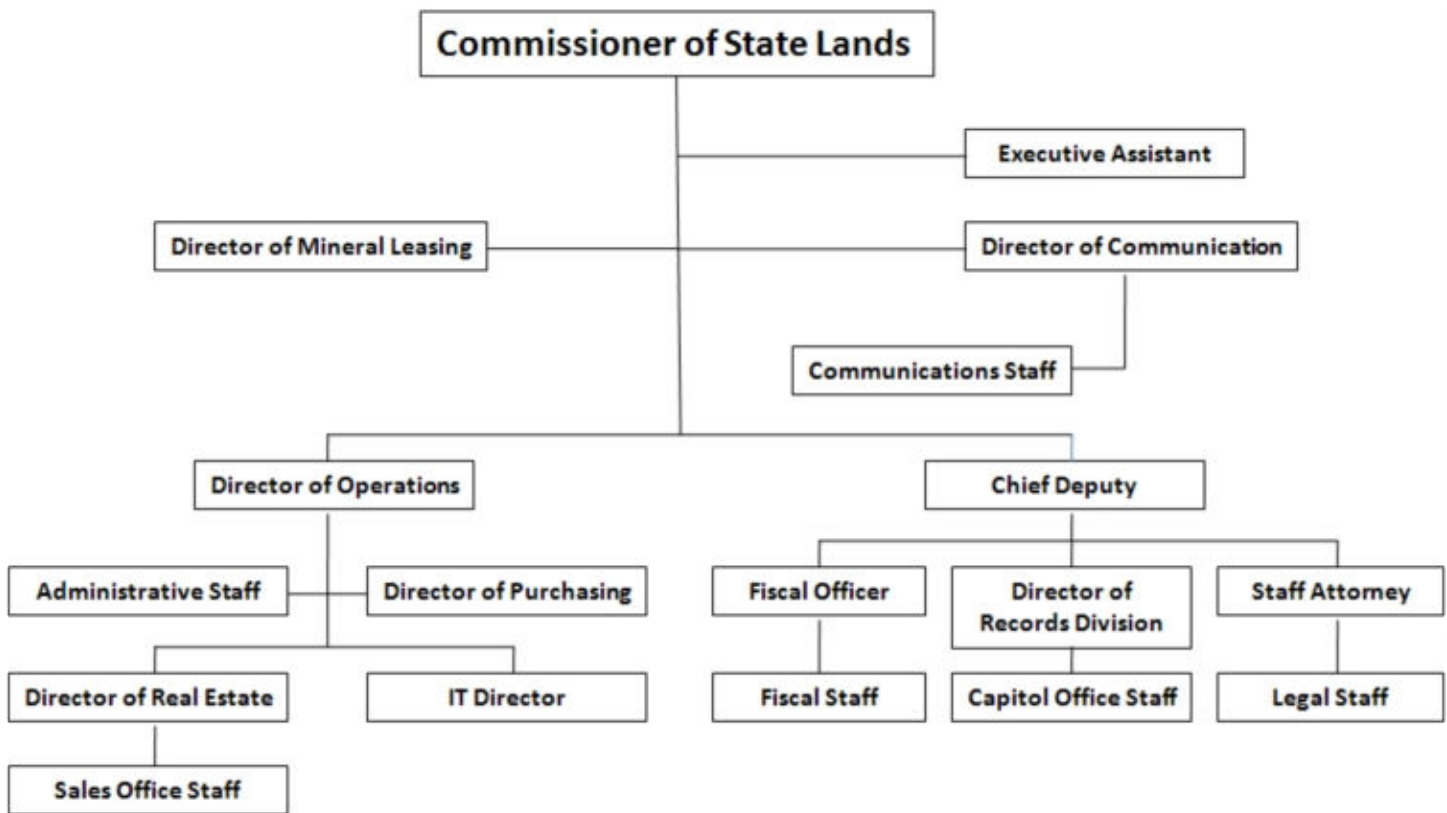 Commissioner of State Lands
Executive Assistant
Director of Mineral Leasing
Director of Communication
Communications Staff
Director of Operations
Chief Deputy
Administrative Staff
Director of Purchasing
Fiscal Officer
Director of
Records Division
Staff Attorney
Director of Real Estate
IT Director
Fiscal Staff
Capitol Office Staff
Legal Staff
Sales Office Staff